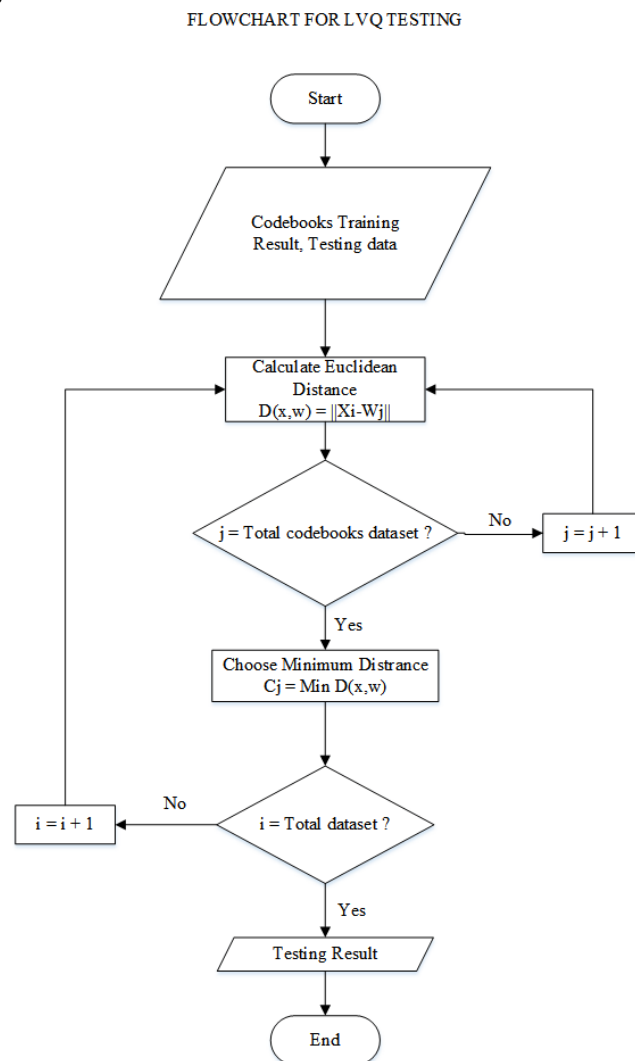 FLOWCHART FOR LVQ TESTING
Start
Codebooks Training
Result, Testing data
Calculate Euclidean
Distance
D(x,w) = ||Xi-Wj||
j = Total codebooks dataset ?
No
j = j + 1
Yes
Choose Minimum Distrance
Cj = Min D(x,w)
i = Total dataset ?
No
i = i + 1
Yes
Testing Result
End